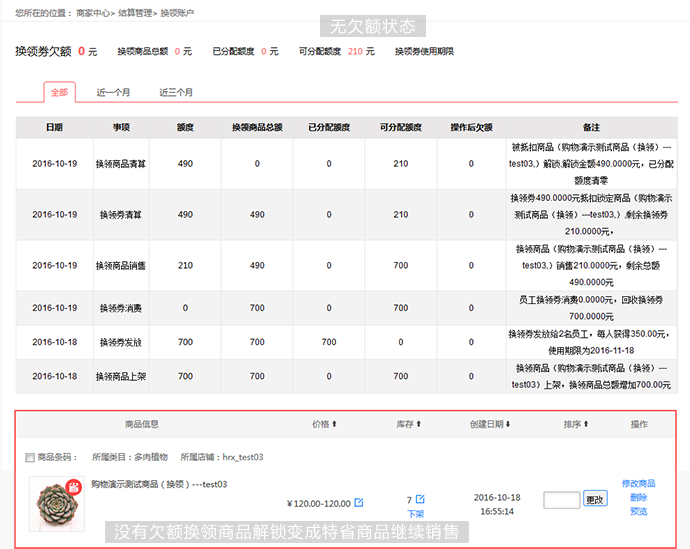 您所在的位置： 商家中心> 结算管理> 换领账户
无欠额状态
换领券欠额 0 元 换领商品总额 0 元 已分配额度 0 元 可分配额度 210 元 换领券使用期限
全部 近一个月 近三个月
日期 事项 额度 换领商品总额 已分配额度 可分配额度 操作后欠额 备注
2016-10-19 换领商品清算 490 0 0 210 0 被抵扣商品（购物演示测试商品（换领）---
test03,）解锁,解锁金额490.0000元，已分配
额度清零
2016-10-19 换领券清算 490 490 0 210 0 换领券490.0000元抵扣锁定商品（购物演示
测试商品（换领）---test03,）,剩余换领券
210.0000元，
2016-10-19 换领商品销售 210 490 0 700 0 换领商品（购物演示测试商品（换领）---
test03,）销售210.0000元，剩余总额
490.0000元
2016-10-19 换领券消费 0 700 0 700 0 员工换领券消费0.0000元，回收换领券
700.0000元
2016-10-18 换领券发放 700 700 700 0 0 换领券发放给2名员工，每人获得350.00元，
使用期限为2016-11-18
2016-10-18 换领商品上架 700 700 0 700 0 换领商品（购物演示测试商品（换领）---
test03）上架，换领商品总额增加700.00元
商品信息 价格⬆ 库存⬆ 创建日期⬇ 排序⬆ 操作
商品条码： 所属类目：多肉植物 所属店铺：hrx_test03
省 购物演示测试商品（换领）---test03
￥120.00-120.00 7 下架 2016-10-18
16:55:14 更改 修改商品
删除
预览
没有欠额换领商品解锁变成特省商品继续销售